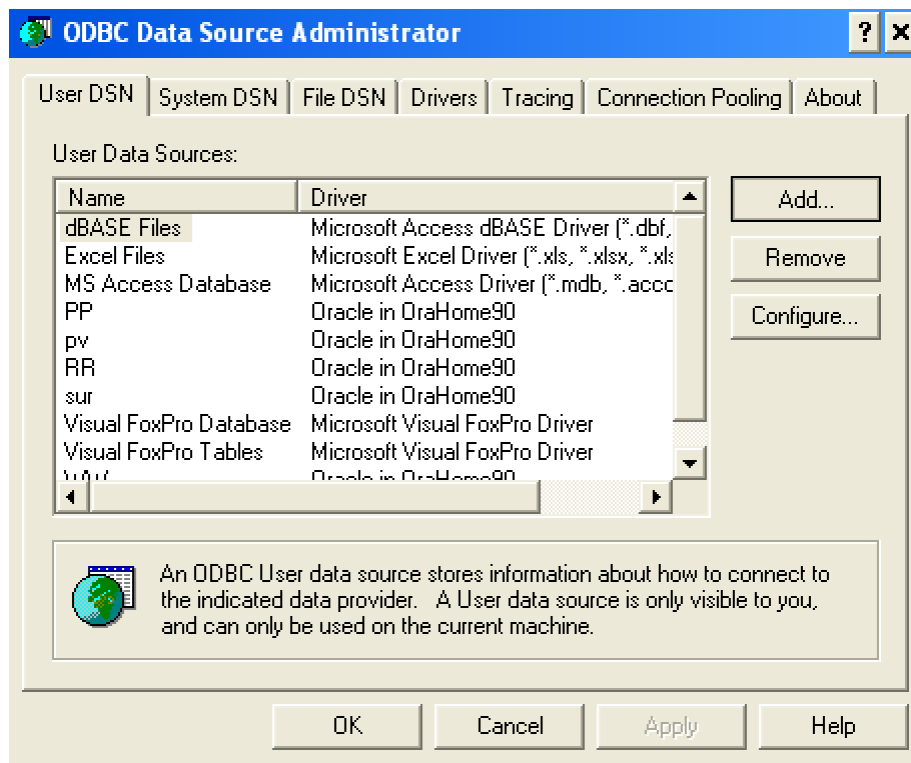 ODBC Data Source Administrator
User DSN System DSN File DSN Drivers Tracing Connection Pooling About
User Data Sources:
Name Driver
dBASE Files Microsoft Access dBASE Driver (*.dbf,
Excel Files Microsoft Excel Driver (*.xls, *.xlsx, *.xls
MS Access Database Microsoft Access Driver (*.mdb, *.accc
PP Oracle in OraHome90
pv Oracle in OraHome90
RR Oracle in OraHome90
sur Oracle in OraHome90
Visual FoxPro Database Microsoft Visual FoxPro Driver
Visual FoxPro Tables Microsoft Visual FoxPro Driver
Oracle in OraHome90
Add...
Remove
Configure...
An ODBC User data source stores information about how to connect to
the indicated data provider. A User data source is only visible to you,
and can only be used on the current machine.
OK Cancel Apply Help